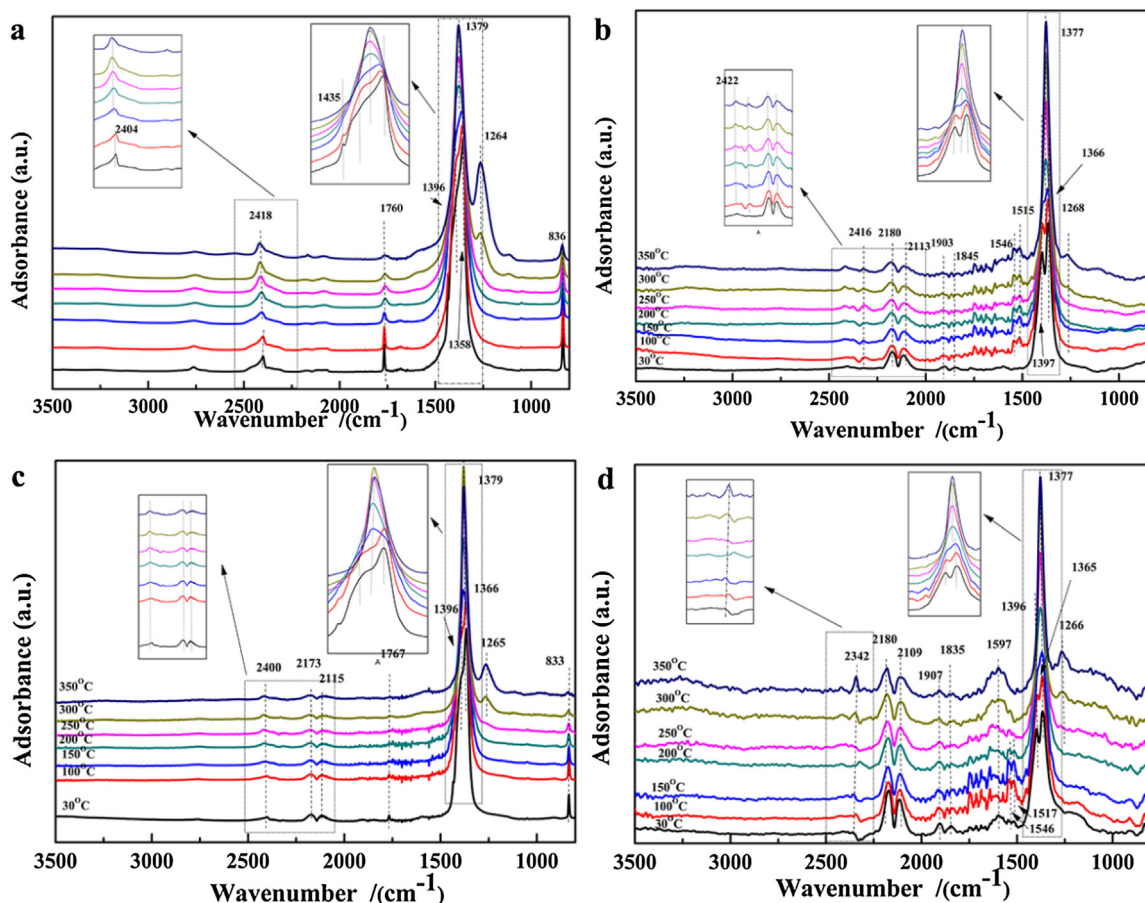 a
1379
1435
2404
1264
2418
1396
1760
836
1358
Adsorbance (a.u.)
3500 3000 2500 2000 1500 1000
Wavenumber /(cm-1)
b
1377
2422
1366
1515
1268
2416 2180
1546
2113 1903
1845
350°C
300°C
250°C
200°C
150°C
100°C
30°C
1397
Adsorbance (a.u.)
3500 3000 2500 2000 1500 1000
Wavenumber /(cm-1)
c
1379
1366
1396
A
1767
1265
2400 2173
2115
833
350°C
300°C
250°C
200°C
150°C
100°C
30°C
Adsorbance (a.u.)
3500 3000 2500 2000 1500 1000
Wavenumber /(cm-1)
d
1377
1365
1396
1266
2180
1835 1597
2342 2109
1907
350°C
300°C
250°C
200°C
150°C
100°C
30°C
1517
1546
Adsorbance (a.u.)
3500 3000 2500 2000 1500 1000
Wavenumber /(cm-1)